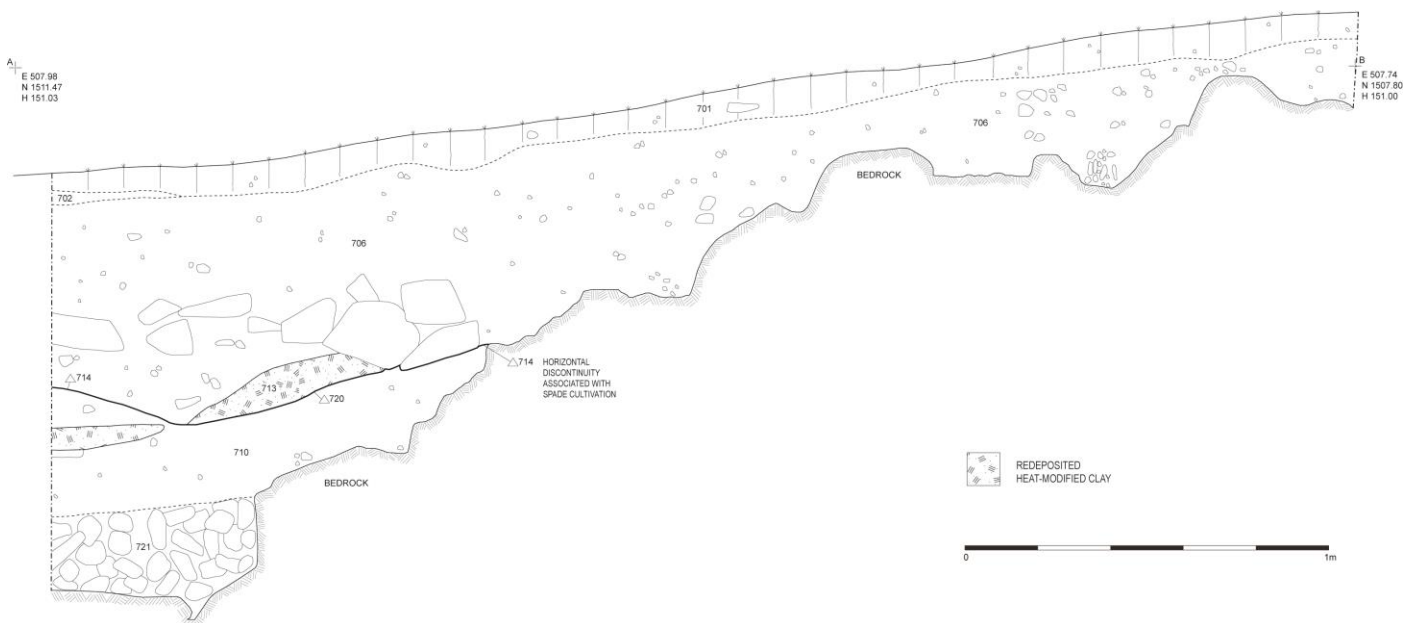 A
E 507.98
N 1511.47
H 151.03
B
E 507.74
N 1507.80
H 151.00
701
706
BEDROCK
702
706
714
713
720
714 HORIZONTAL
DISCONTINUITY
ASSOCIATED WITH
SPADE CULTIVATION
710
BEDROCK
721
REDEPOSITED
HEAT-MODIFIED CLAY
0 1m